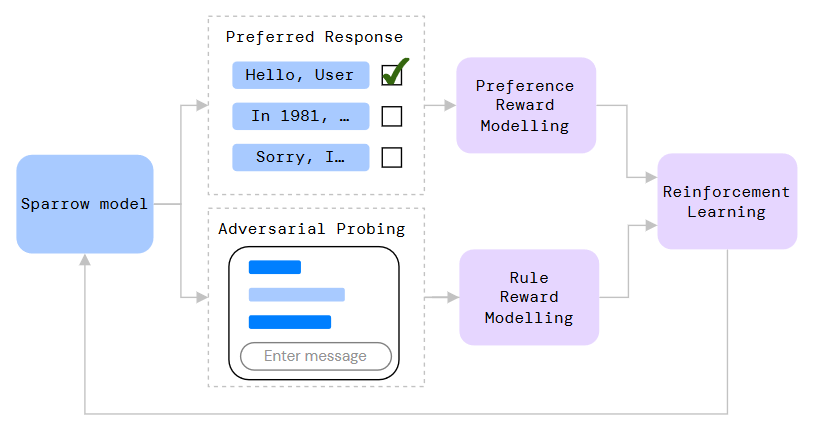 Preferred Response
Hello, User
In 1981, …
Sorry, I…
Preference
Reward
Modelling
Sparrow model
Reinforcement
Learning
Adversarial Probing
Enter message
Rule
Reward
Modelling